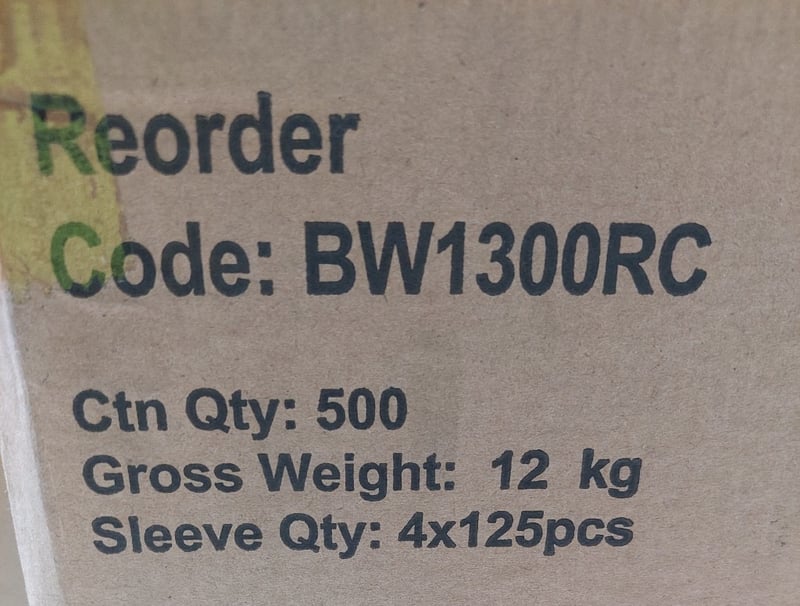 Reorder
Code: BW1300RC
Ctn Qty: 500
Gross Weight: 12 kg
Sleeve Qty: 4x125pcs